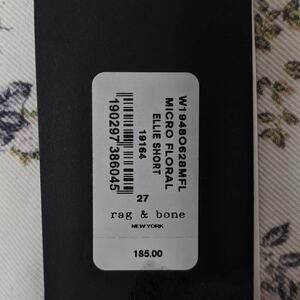 W1948O628MFL
MICRO FLORAL
ELLIE SHORT
19164
190297386045
27
rag & bone
NEW YORK
185.00